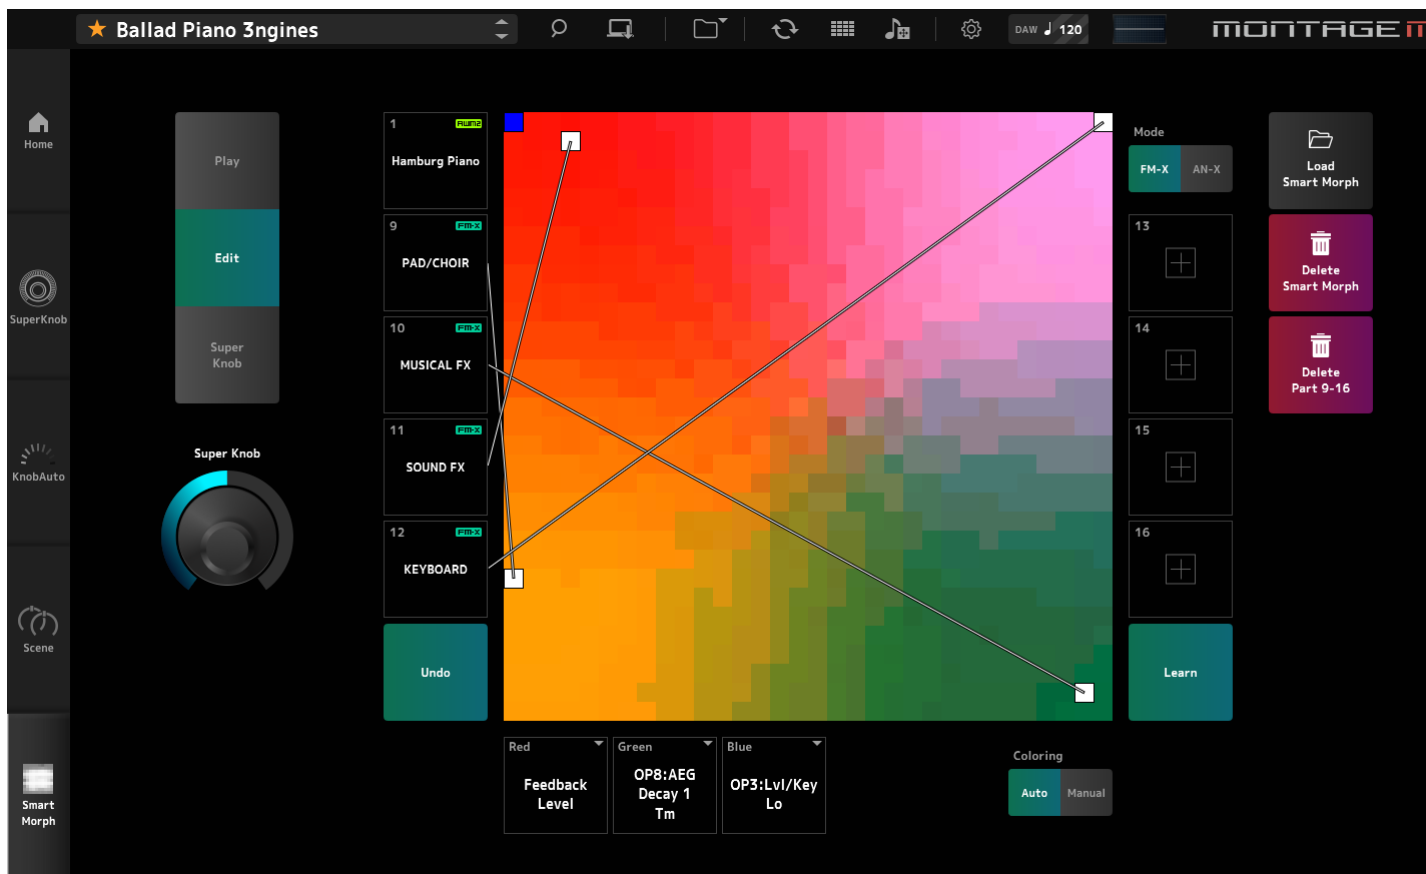 Ballad Piano 3ngines
DAW 120
MONTAGE M
Home
SuperKnob
KnobAuto
Scene
Smart
Morph
Play
Edit
Super
Knob
Super Knob
1 AWM2
Hamburg Piano
9 FM-X
PAD/CHOIR
10 FM-X
MUSICAL FX
11 FM-X
SOUND FX
12 FM-X
KEYBOARD
Undo
Mode
FM-X AN-X
13
14
15
16
Learn
Load
Smart Morph
Delete
Smart Morph
Delete
Part 9-16
Red
Feedback
Level
Green
OP8:AEG
Decay 1
Tm
Blue
OP3:Lvl/Key
Lo
Coloring
Auto Manual